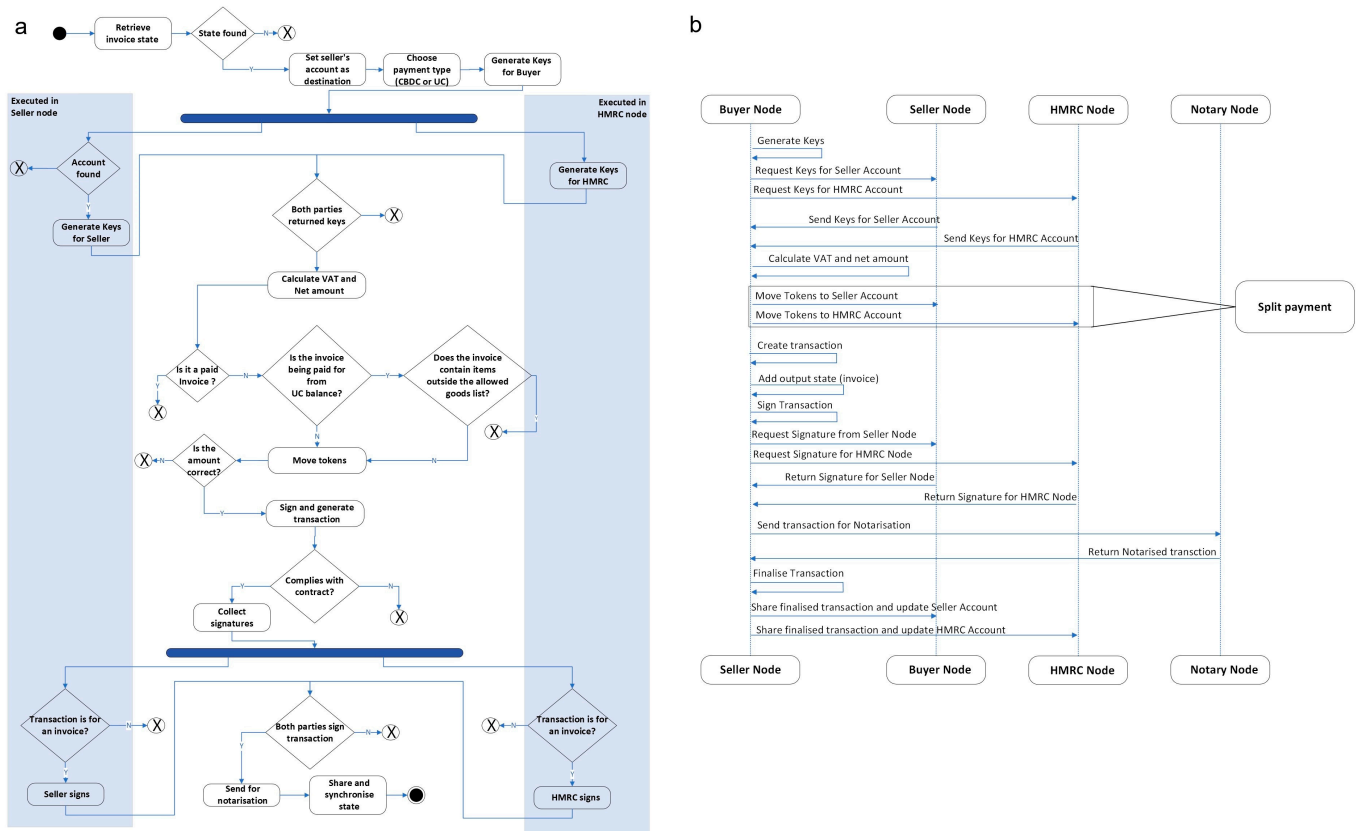 a
Retrieve
invoice state
State found
N
X
Y
Set seller's
account as
destination
Choose
payment type
(CBDC or UC)
Generate Keys
for Buyer
Executed in
Seller node
Executed in
HMRC node
X
Account
found
Y
Generate Keys
for Seller
Generate Keys
for HMRC
Both parties
returned keys
X
Calculate VAT and
Net amount
Is it a paid
Invoice ?
Y
X
N
Is the invoice
being paid for
from
UC balance?
Y
Does the invoice
contain items
outside the allowed
goods list?
Y
X
N
N
Move tokens
Is the
amount
correct?
N
X
Y
Sign and generate
transaction
Complies with
contract?
Y
N
X
Collect
signatures
Transaction is for
an invoice?
N
X
Y
Seller signs
Both parties sign
transaction
N
X
Y
Send for
notarisation
Share and
synchronise
state
Transaction is for
an invoice?
N
X
Y
HMRC signs
b
Buyer Node
Seller Node
HMRC Node
Notary Node
Generate Keys
Request Keys for Seller Account
Request Keys for HMRC Account
Send Keys for Seller Account
Send Keys for HMRC Account
Calculate VAT and net amount
Move Tokens to Seller Account
Move Tokens to HMRC Account
Split payment
Create transaction
Add output state (invoice)
Sign Transaction
Request Signature from Seller Node
Request Signature for HMRC Node
Return Signature for Seller Node
Return Signature for HMRC Node
Send transaction for Notarisation
Return Notarised transction
Finalise Transaction
Share finalised transaction and update Seller Account
Share finalised transaction and update HMRC Account
Seller Node
Buyer Node
HMRC Node
Notary Node